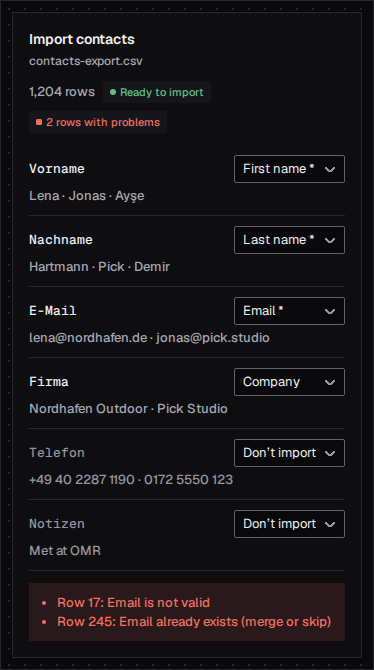 Import contacts
contacts-export.csv
1,204 rows Ready to import
2 rows with problems
Vorname First name *
Lena · Jonas · Ayşe
Nachname Last name *
Hartmann · Pick · Demir
E-Mail Email *
lena@nordhafen.de · jonas@pick.studio
Firma Company
Nordhafen Outdoor · Pick Studio
Telefon Don’t import
+49 40 2287 1190 · 0172 5550 123
Notizen Don’t import
Met at OMR
• Row 17: Email is not valid
• Row 245: Email already exists (merge or skip)